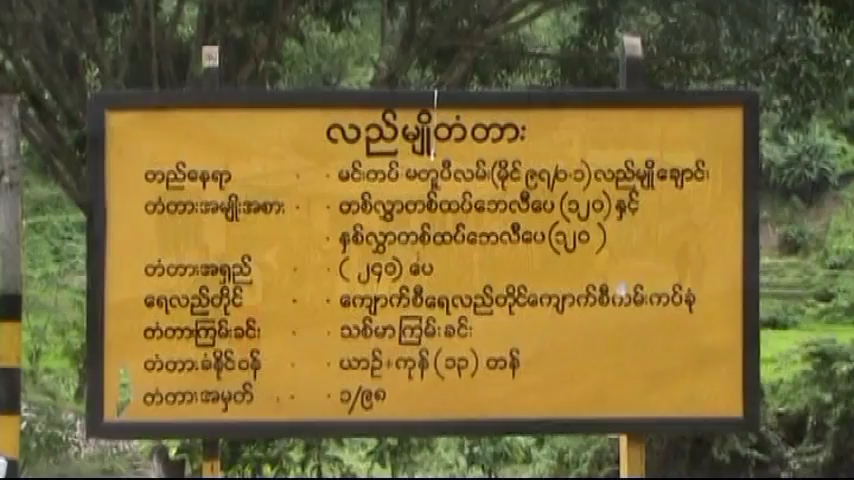 လည်မျိုတံတား
တည်နေရာ - မင်းတပ်-မတူပီလမ်း(မိုင် ၉၇/၀-၁)လည်မျိုချောင်း
တံတားအမျိုးအစား - တစ်လွှာတစ်ထပ်ဘေလီပေ(၁၂၀)နှင့်
နှစ်လွှာတစ်ထပ်ဘေလီပေ(၁၂၀)
တံတားအရှည် - (၂၄၀)ပေ
ရေလည်တိုင် - ကျောက်စီရေလည်တိုင်ကျောက်စီကမ်းကပ်ခုံ
တံတားကြမ်းခင်း - သစ်မာကြမ်းခင်း
တံတားခံနိုင်ဝန် - ယာဉ်+ကုန်(၁၃)တန်
တံတားအမှတ် - ၁/၉၈